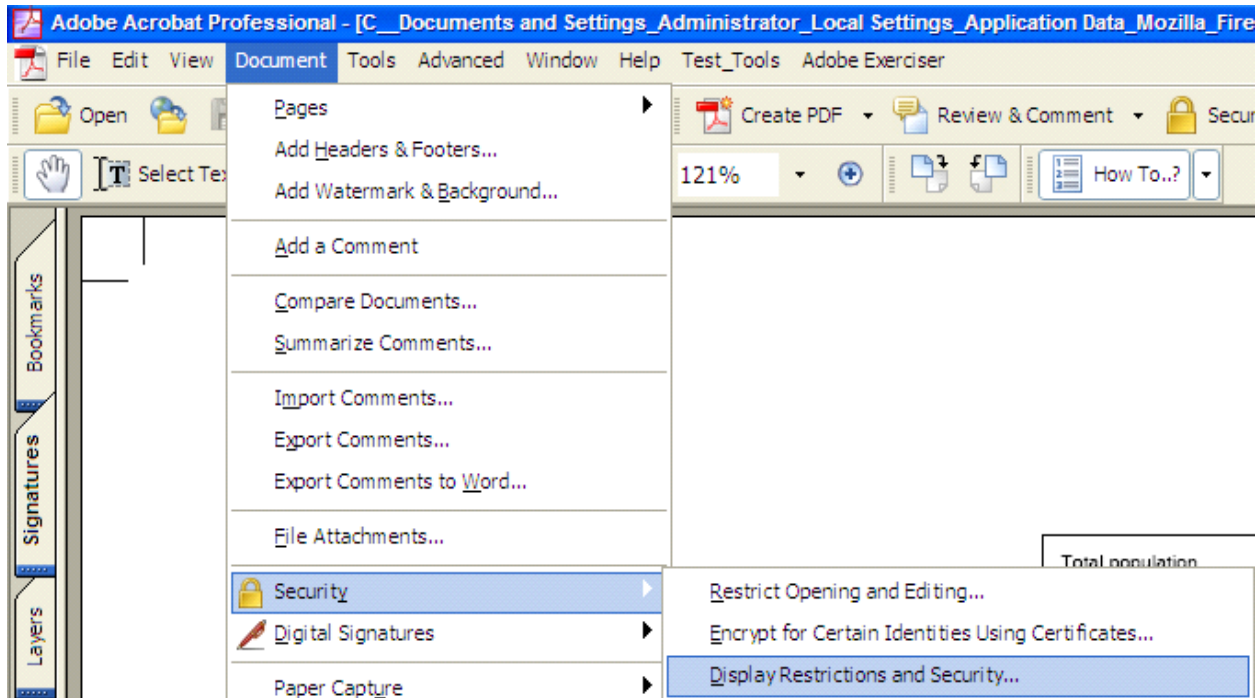 Adobe Acrobat Professional - [C__Documents and Settings_Administrator_Local Settings_Application Data_Mozilla_Fire
File Edit View Document Tools Advanced Window Help Test_Tools Adobe Exerciser
Open Create PDF Review & Comment Secur
Select Tex 121% How To..?
Pages
Add Headers & Footers...
Add Watermark & Background...
Add a Comment
Compare Documents...
Summarize Comments...
Import Comments...
Export Comments...
Export Comments to Word...
File Attachments...
Security
Digital Signatures
Paper Capture
Restrict Opening and Editing...
Encrypt for Certain Identities Using Certificates...
Display Restrictions and Security...
Bookmarks
Signatures
Layers
Total population